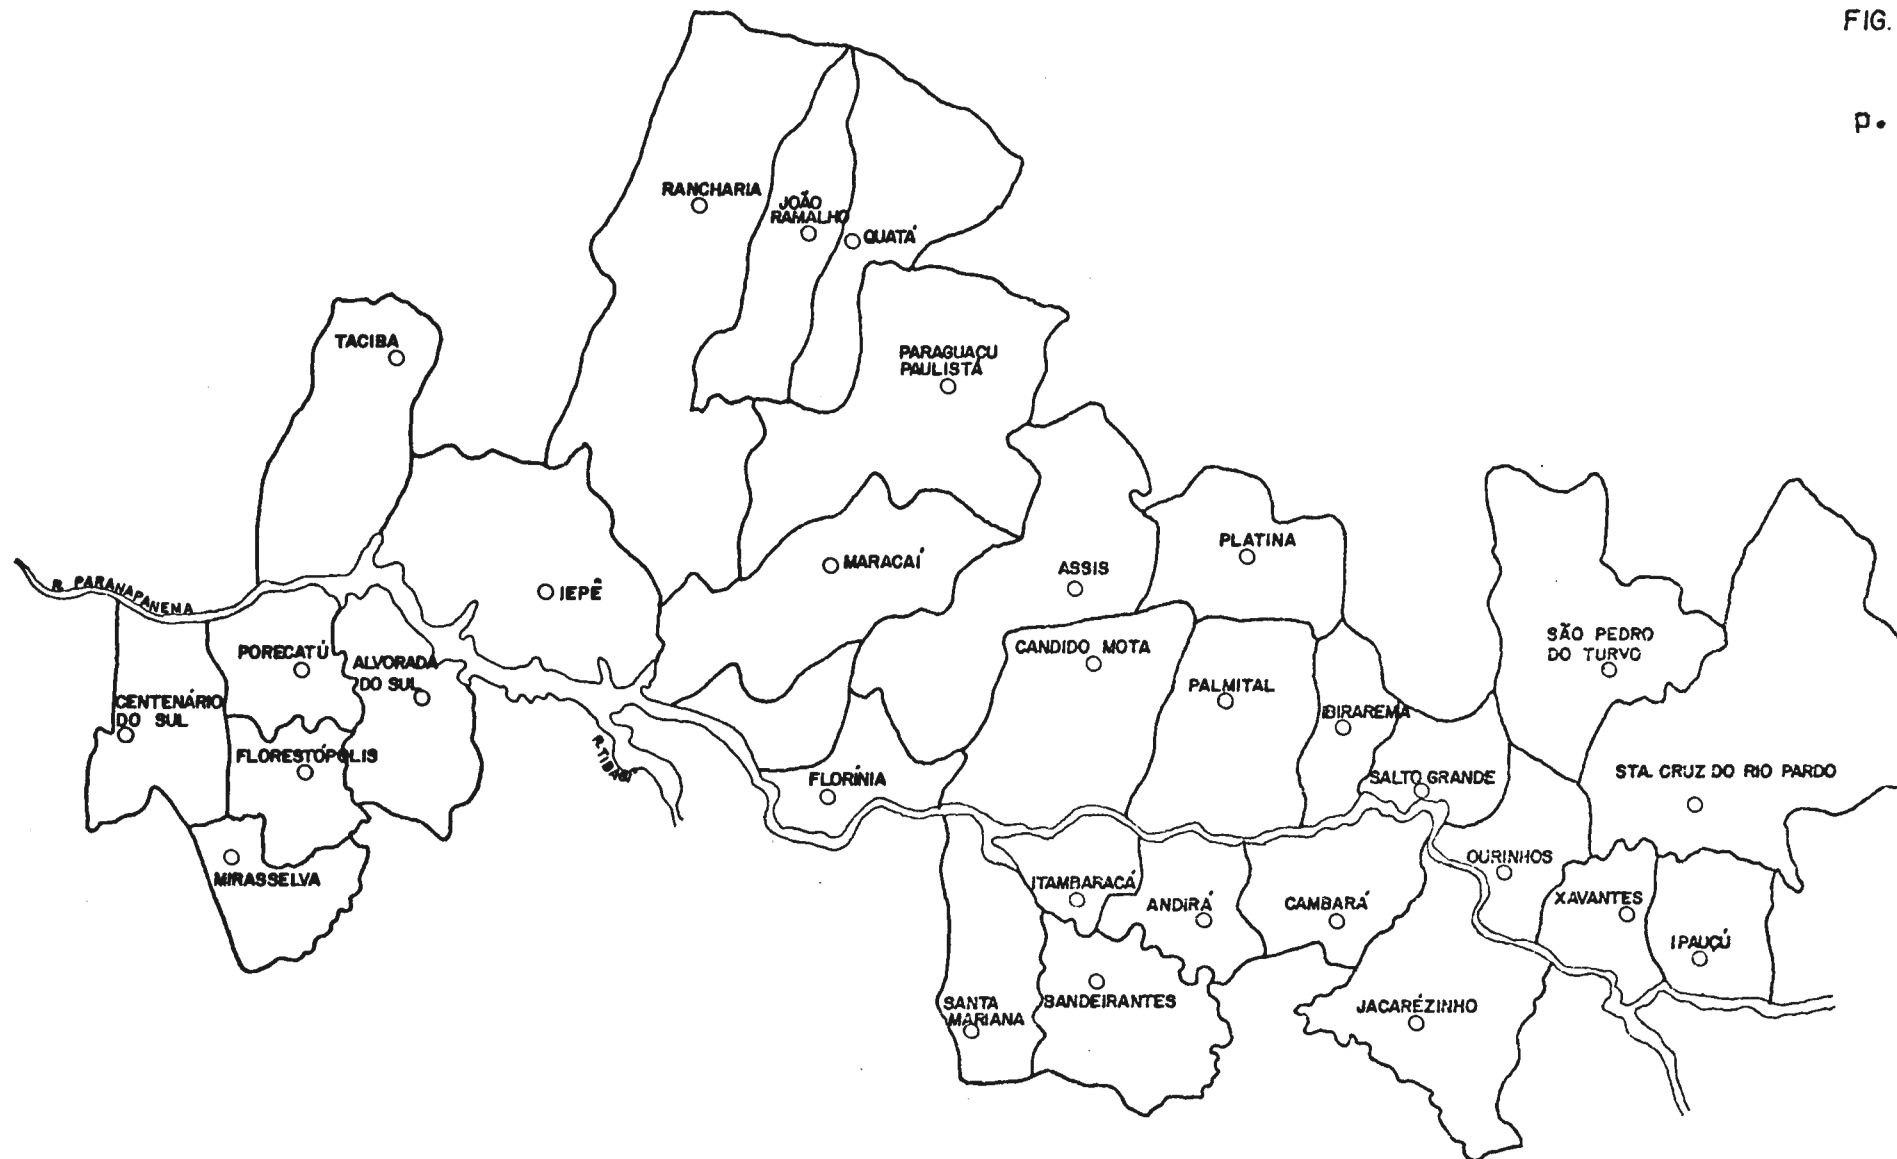 FIG.
p.
RANCHARIA
JOÃO
RAMALHO
QUATÁ
TACIBA
PARAGUAÇU
PAULISTA
R. PARANAPANEMA
IEPÊ
MARACAÍ
ASSIS
PLATINA
PORECATÚ
ALVORADA
DO SUL
CANDIDO MOTA
SÃO PEDRO
DO TURVO
CENTENÁRIO
DO SUL
PALMITAL
IBIRAREMA
FLORESTÓPOLIS
R. TIBAGÍ
FLORÍNIA
SALTO GRANDE
STA. CRUZ DO RIO PARDO
MIRASSELVA
ITAMBARACÁ
ANDIRÁ
CAMBARÁ
OURINHOS
XAVANTES
IPAUÇÚ
SANTA
MARIANA
BANDEIRANTES
JACARÉZINHO